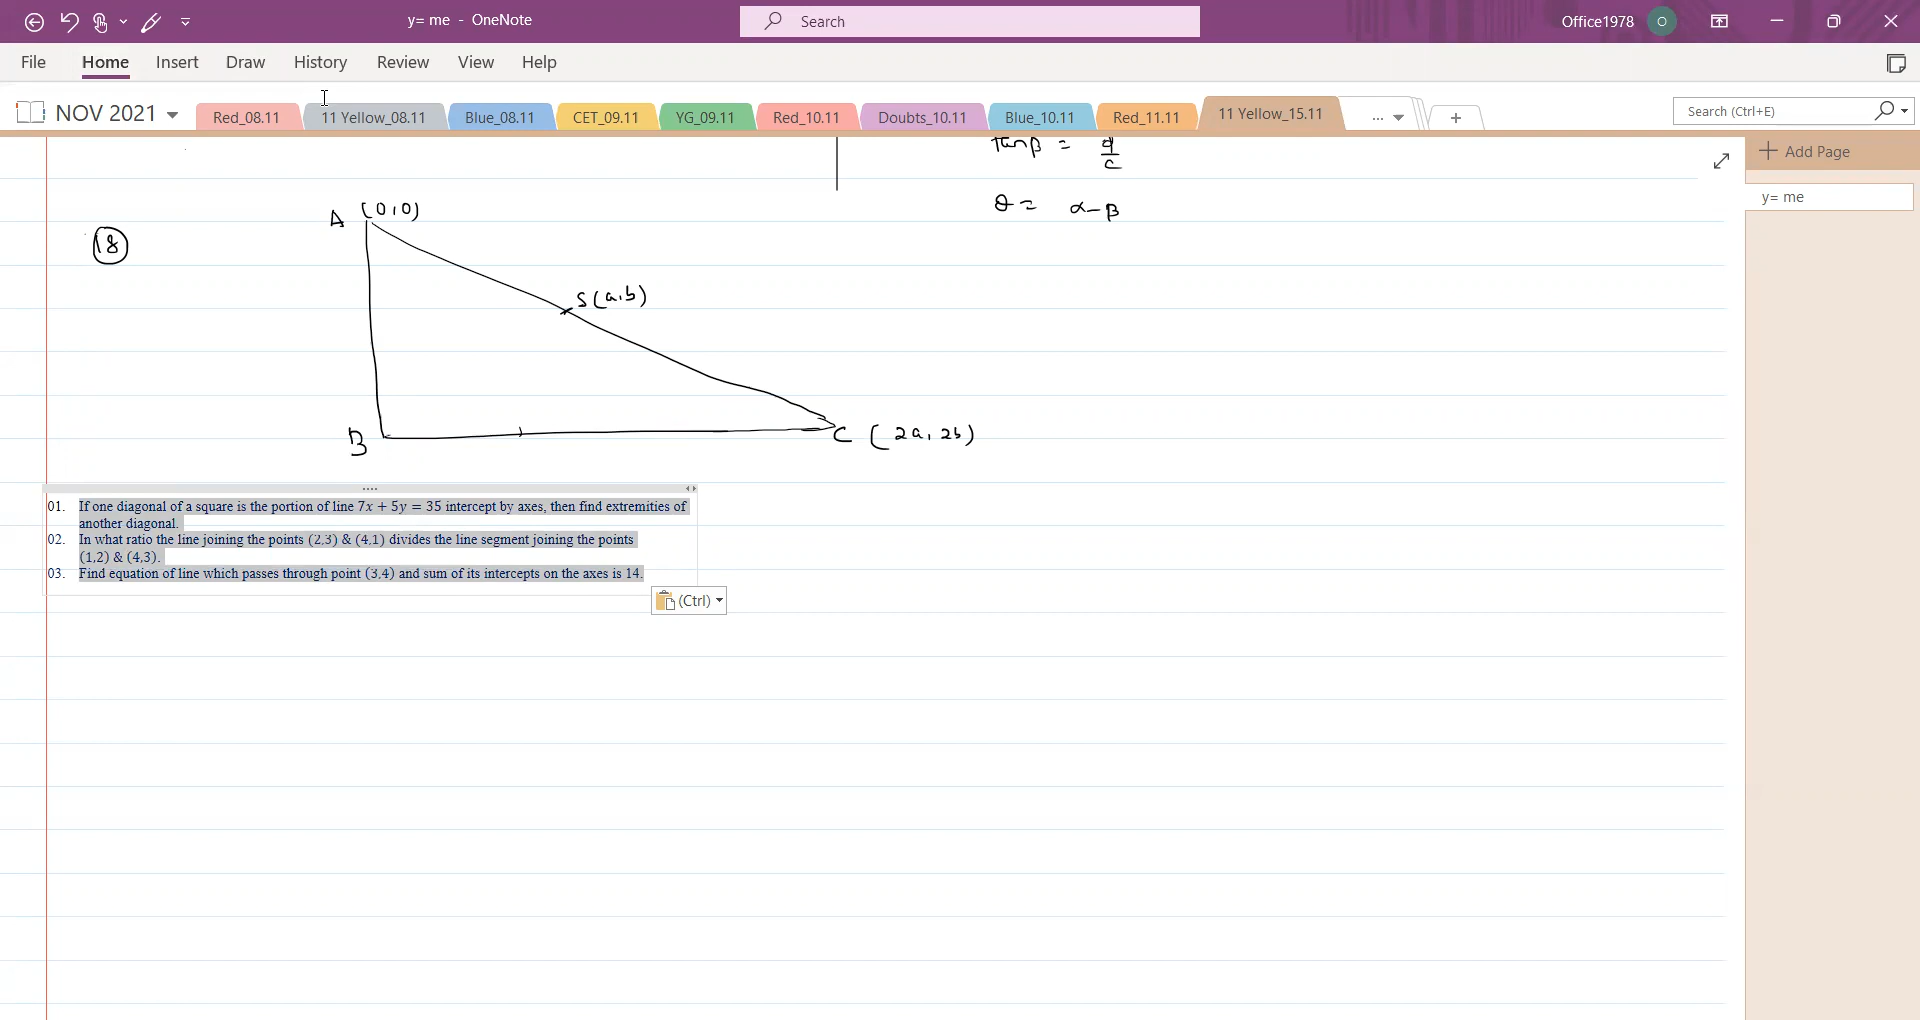 y= me - OneNote
Search
Office1978
O
File Home Insert Draw History Review View Help
NOV 2021
Red_08.11
11 Yellow_08.11
Blue_08.11
CET_09.11
YG_09.11
Red_10.11
Doubts_10.11
Blue_10.11
Red_11.11
11 Yellow_15.11
...
+
Search (Ctrl+E)
Add Page
y= me
tanβ = d/c
θ = α-β
18
A (0,0)
S(a,b)
B
C (2a, 2b)
01. If one diagonal of a square is the portion of line 7x + 5y = 35 intercept by axes, then find extremities of
another diagonal.
02. In what ratio the line joining the points (2,3) & (4,1) divides the line segment joining the points
(1,2) & (4,3).
03. Find equation of line which passes through point (3,4) and sum of its intercepts on the axes is 14.
(Ctrl)